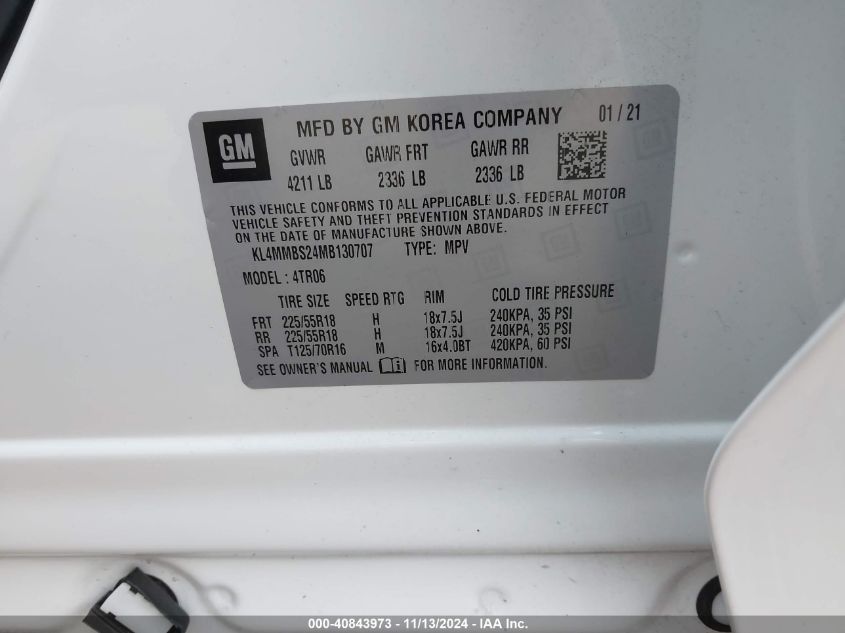 GM
MFD BY GM KOREA COMPANY 01 / 21
GVWR GAWR FRT GAWR RR
4211 LB 2336 LB 2336 LB
THIS VEHICLE CONFORMS TO ALL APPLICABLE U.S. FEDERAL MOTOR
VEHICLE SAFETY AND THEFT PREVENTION STANDARDS IN EFFECT
ON THE DATE OF MANUFACTURE SHOWN ABOVE.
KL4MMBS24MB130707 TYPE: MPV
MODEL : 4TR06
TIRE SIZE SPEED RTG RIM COLD TIRE PRESSURE
FRT 225/55R18 H 18x7.5J 240KPA, 35 PSI
RR 225/55R18 H 18x7.5J 240KPA, 35 PSI
SPA T125/70R16 M 16x4.0BT 420KPA, 60 PSI
SEE OWNER'S MANUAL FOR MORE INFORMATION.
000-40843973 - 11/13/2024 - IAA Inc.